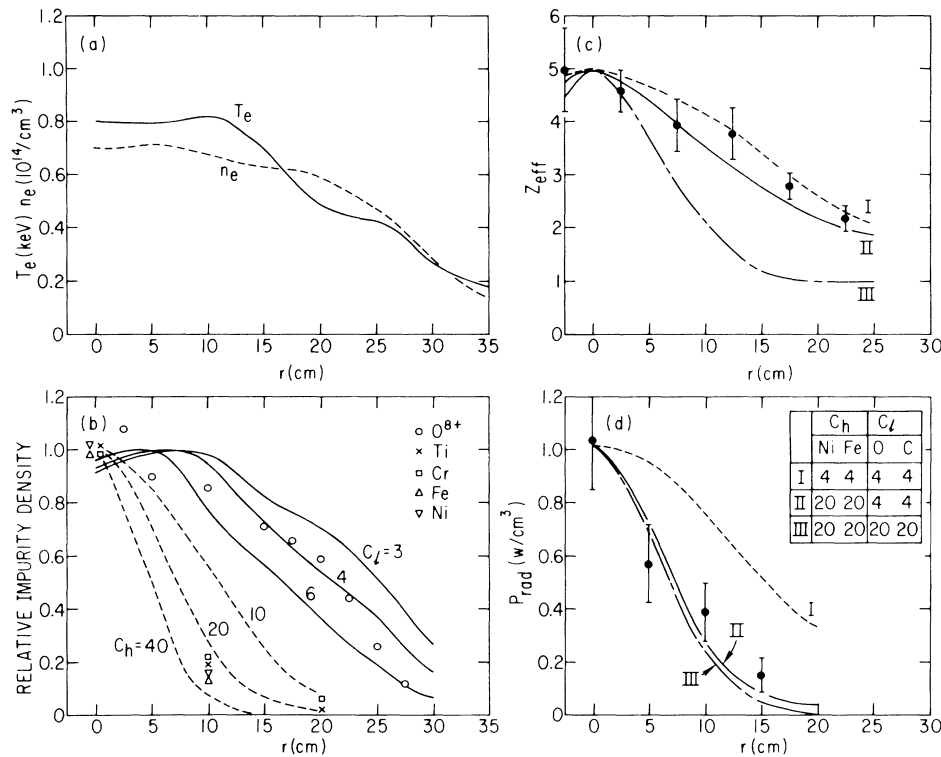 (a)
T_e (keV) n_e (10^14/cm^3)
1.2
1.0
0.8
0.6
0.4
0.2
0
T_e
n_e
0 5 10 15 20 25 30 35
r (cm)
(c)
Z_eff
6
5
4
3
2
1
0
I
II
III
0 5 10 15 20 25 30
r (cm)
(b)
RELATIVE IMPURITY DENSITY
1.2
1.0
0.8
0.6
0.4
0.2
0
O^8+
Ti
Cr
Fe
Ni
C_l=3
4
6
10
20
C_h=40
0 5 10 15 20 25 30 35
r (cm)
(d)
P_rad (w/cm^3)
1.2
1.0
0.8
0.6
0.4
0.2
0
C_h C_l
Ni Fe O C
I 4 4 4 4
II 20 20 4 4
III 20 20 20 20
I
II
III
0 5 10 15 20 25 30
r (cm)